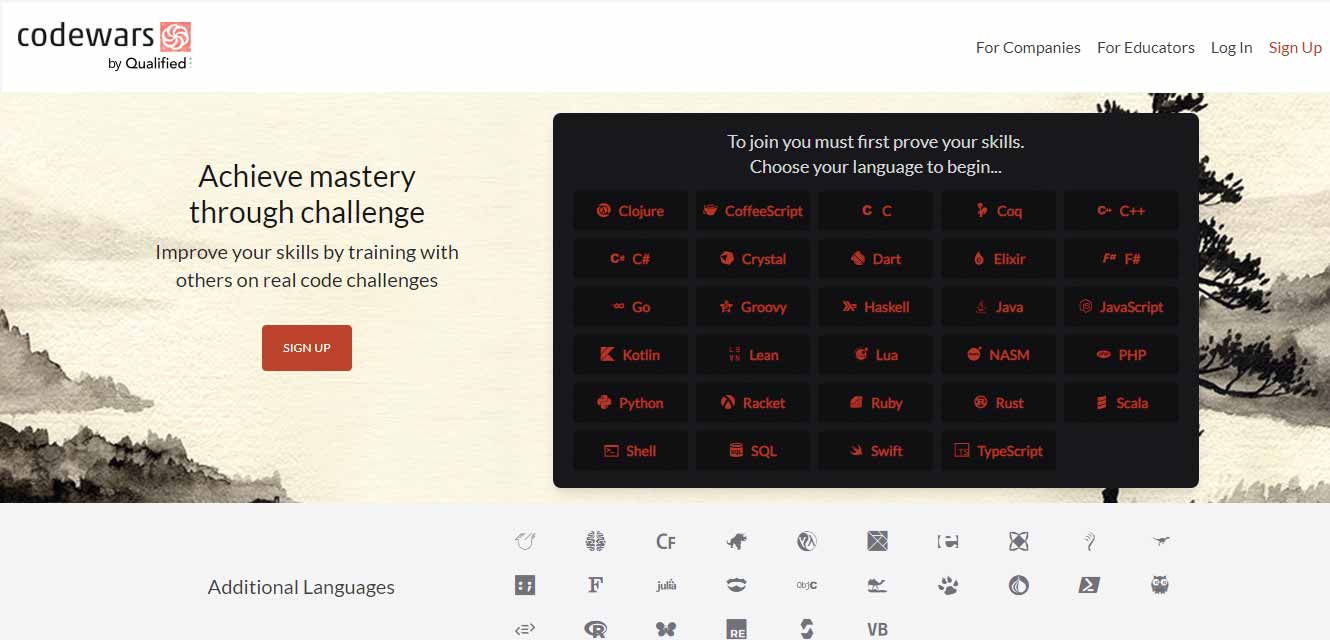 codewars
by Qualified
For Companies
For Educators
Log In
Sign Up
Achieve mastery
through challenge
Improve your skills by training with
others on real code challenges
SIGN UP
To join you must first prove your skills.
Choose your language to begin...
Clojure
CoffeeScript
C C
Coq
C++ C++
C# C#
Crystal
Dart
Elixir
F# F#
Go
Groovy
Haskell
Java
JavaScript
Kotlin
Lean
Lua
NASM
PHP
Python
Racket
Ruby
Rust
Scala
Shell
SQL
Swift
TS TypeScript
Additional Languages
CF
F
julia
ObjC
R
RE
VB